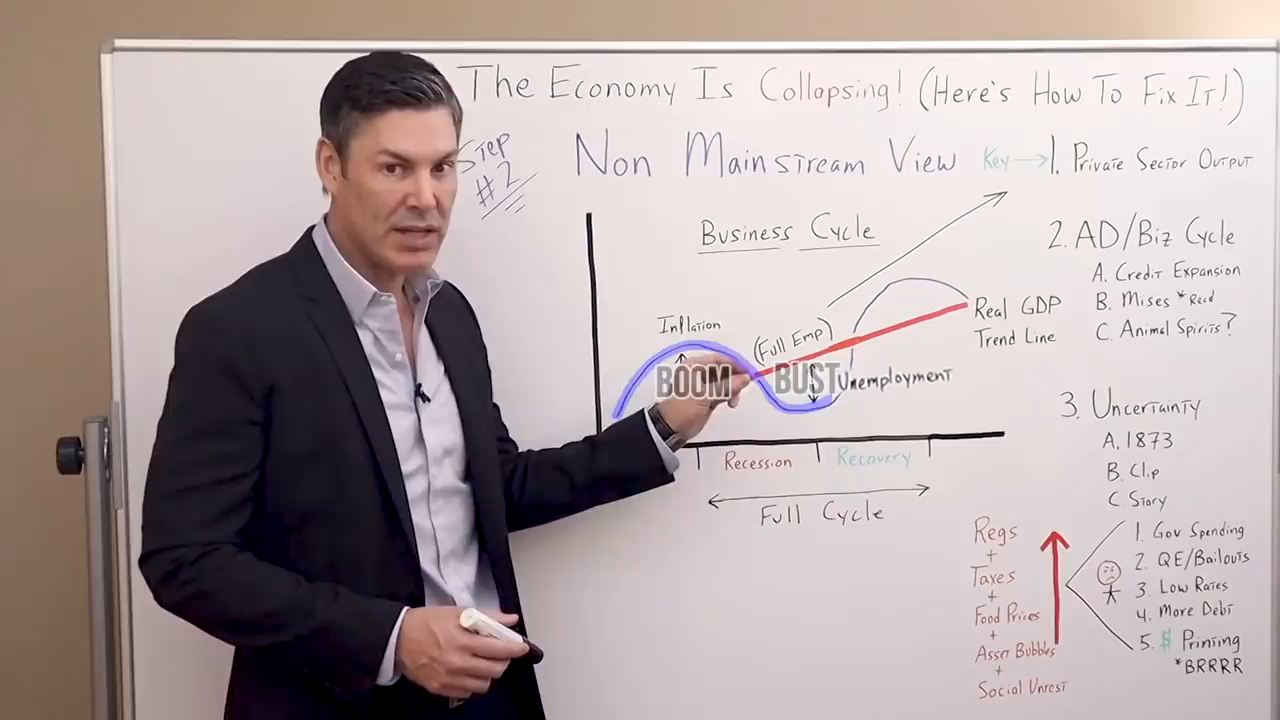 The Economy Is Collapsing! (Here's How To Fix It!)
Step
#2
Non Mainstream View
Key → 1. Private Sector Output
Business Cycle
2. AD/Biz Cycle
A. Credit Expansion
B. Mises *Recd
C. Animal Spirits?
Inflation
(Full Emp)
Real GDP
Trend Line
BOOM
BUST
Unemployment
Recession
Recovery
Full Cycle
3. Uncertainty
A. 1873
B. Clip
C. Story
Regs
+
Taxes
+
Food Prices
+
Asset Bubbles
+
Social Unrest
1. Gov Spending
2. QE/Bailouts
3. Low Rates
4. More Debt
5. $ Printing
*BRRRR